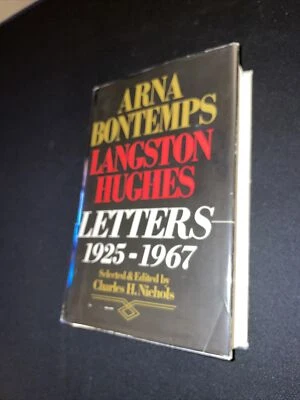 ARNA
BONTEMPS
LANGSTON
HUGHES
LETTERS
1925-1967
Selected & Edited by
Charles H. Nichols